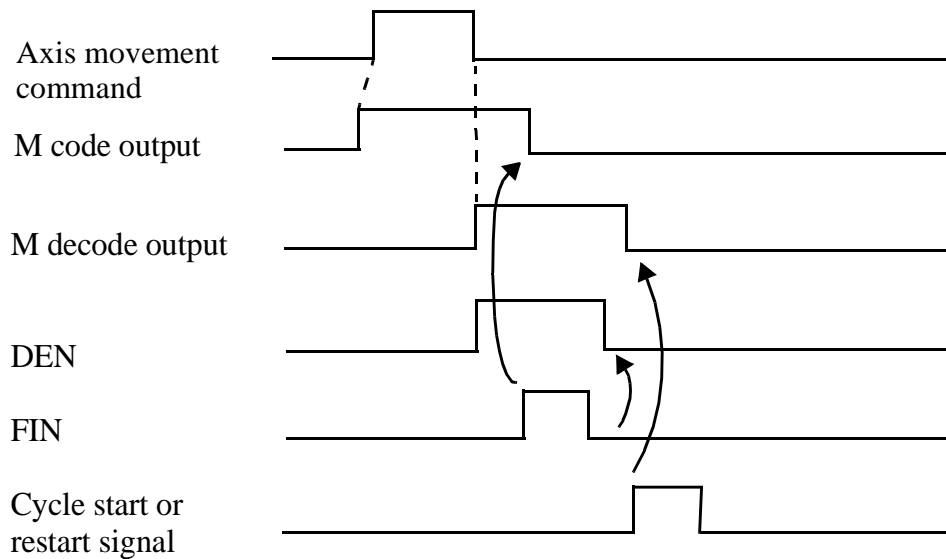 Axis movement
command
M code output
M decode output
DEN
FIN
Cycle start or
restart signal